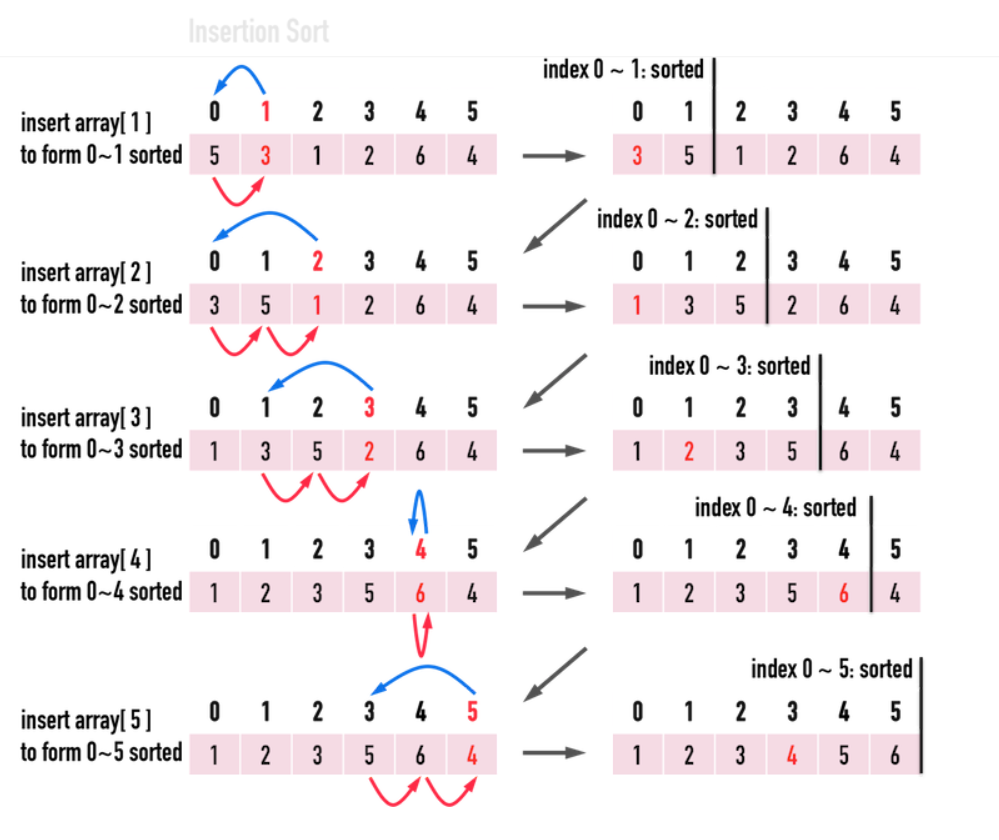 Insertion Sort
index 0 ~ 1: sorted
insert array[ 1 ]
to form 0~1 sorted
0 1 2 3 4 5
5 3 1 2 6 4
0 1 2 3 4 5
3 5 1 2 6 4
index 0 ~ 2: sorted
insert array[ 2 ]
to form 0~2 sorted
0 1 2 3 4 5
3 5 1 2 6 4
0 1 2 3 4 5
1 3 5 2 6 4
index 0 ~ 3: sorted
insert array[ 3 ]
to form 0~3 sorted
0 1 2 3 4 5
1 3 5 2 6 4
0 1 2 3 4 5
1 2 3 5 6 4
index 0 ~ 4: sorted
insert array[ 4 ]
to form 0~4 sorted
0 1 2 3 4 5
1 2 3 5 6 4
0 1 2 3 4 5
1 2 3 5 6 4
index 0 ~ 5: sorted
insert array[ 5 ]
to form 0~5 sorted
0 1 2 3 4 5
1 2 3 5 6 4
0 1 2 3 4 5
1 2 3 4 5 6